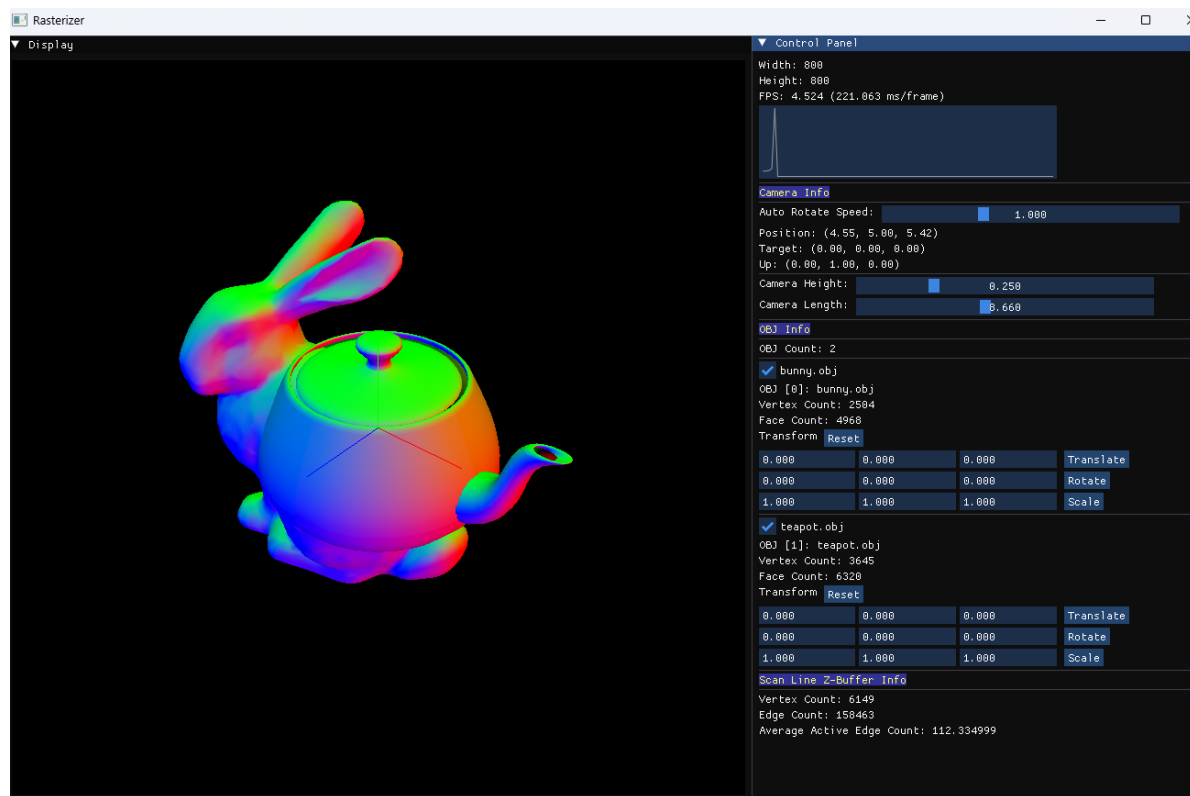 Rasterizer
Display
Control Panel
Width: 800
Height: 800
FPS: 4.524 (221.063 ms/frame)
Camera Info
Auto Rotate Speed: 1.000
Position: (4.55, 5.00, 5.42)
Target: (0.00, 0.00, 0.00)
Up: (0.00, 1.00, 0.00)
Camera Height: 0.250
Camera Length: 8.660
OBJ Info
OBJ Count: 2
bunny.obj
OBJ [0]: bunny.obj
Vertex Count: 2504
Face Count: 4968
Transform Reset
0.000 0.000 0.000 Translate
0.000 0.000 0.000 Rotate
1.000 1.000 1.000 Scale
teapot.obj
OBJ [1]: teapot.obj
Vertex Count: 3645
Face Count: 6320
Transform Reset
0.000 0.000 0.000 Translate
0.000 0.000 0.000 Rotate
1.000 1.000 1.000 Scale
Scan Line Z-Buffer Info
Vertex Count: 6149
Edge Count: 158463
Average Active Edge Count: 112.334999